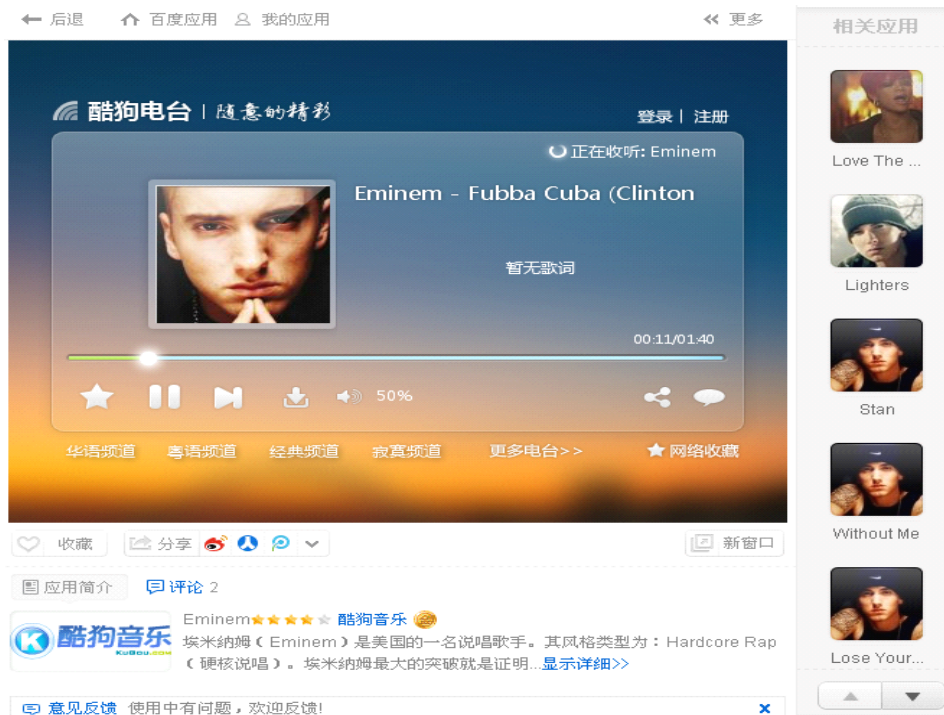 后退 百度应用 我的应用 更多
相关应用
酷狗电台 | 随意的精彩
登录 | 注册
正在收听: Eminem
Eminem - Fubba Cuba (Clinton
暂无歌词
00:11/01:40
50%
华语频道 粤语频道 经典频道 寂寞频道 更多电台>> 网络收藏
收藏 分享 新窗口
应用简介 评论 2
Eminem 酷狗音乐
K 酷狗音乐
KuGou.com
埃米纳姆（Eminem）是美国的一名说唱歌手。其风格类型为：Hardcore Rap
（硬核说唱）。埃米纳姆最大的突破就是证明...显示详细>>
意见反馈 使用中有问题，欢迎反馈!
Love The ...
Lighters
Stan
Without Me
Lose Your...